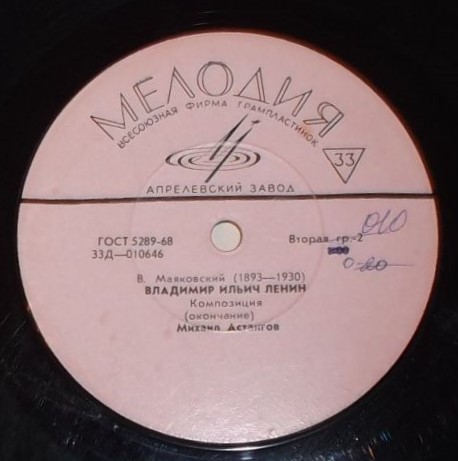 МЕЛОДИЯ
ВСЕСОЮЗНАЯ ФИРМА ГРАМПЛАСТИНОК
33
АПРЕЛЕВСКИЙ ЗАВОД
ГОСТ 5289-68
Вторая гр.-2
010
33Д—010646
0-20
В. Маяковский (1893—1930)
ВЛАДИМИР ИЛЬИЧ ЛЕНИН
Композиция
(окончание)
Михаил Астангов